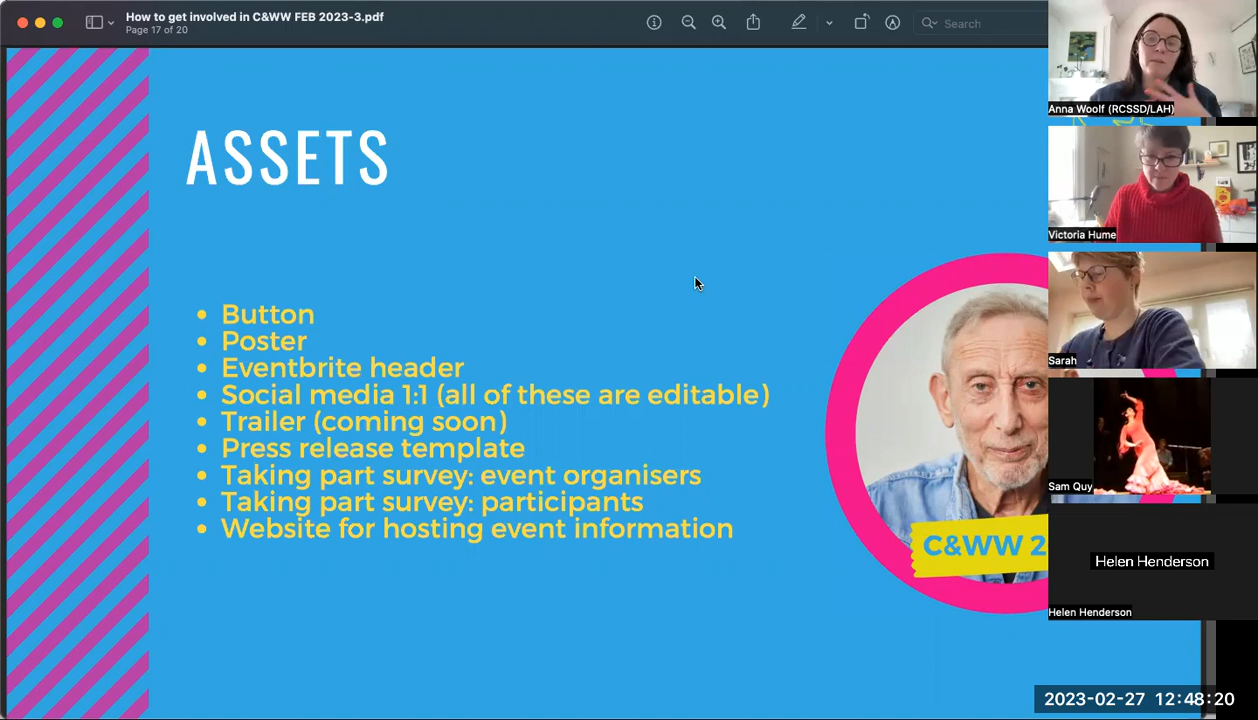 How to get involved in C&WW FEB 2023-3.pdf
Page 17 of 20
Search
ASSETS
• Button
• Poster
• Eventbrite header
• Social media 1:1 (all of these are editable)
• Trailer (coming soon)
• Press release template
• Taking part survey: event organisers
• Taking part survey: participants
• Website for hosting event information
C&WW 2
Anna Woolf (RCSSD/LAH)
Victoria Hume
Sarah
Sam Quy
Helen Henderson
Helen Henderson
2023-02-27 12:48:20